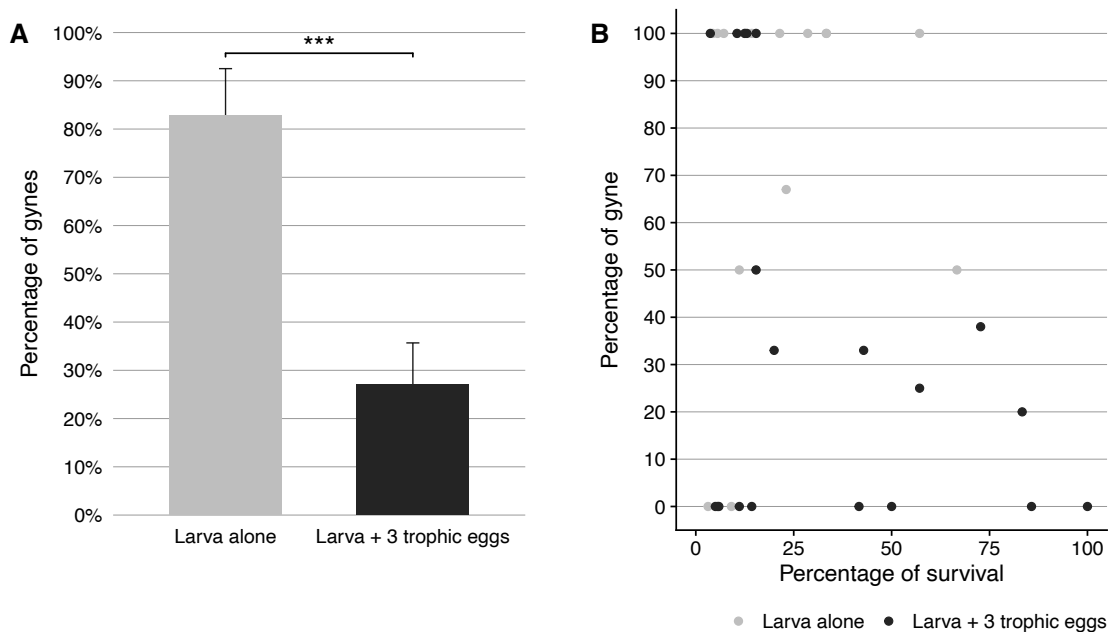 A
Percentage of gynes
100%
90%
80%
70%
60%
50%
40%
30%
20%
10%
0%
***
Larva alone
Larva + 3 trophic eggs
B
Percentage of gyne
100
90
80
70
60
50
40
30
20
10
0
0 25 50 75 100
Percentage of survival
Larva alone Larva + 3 trophic eggs